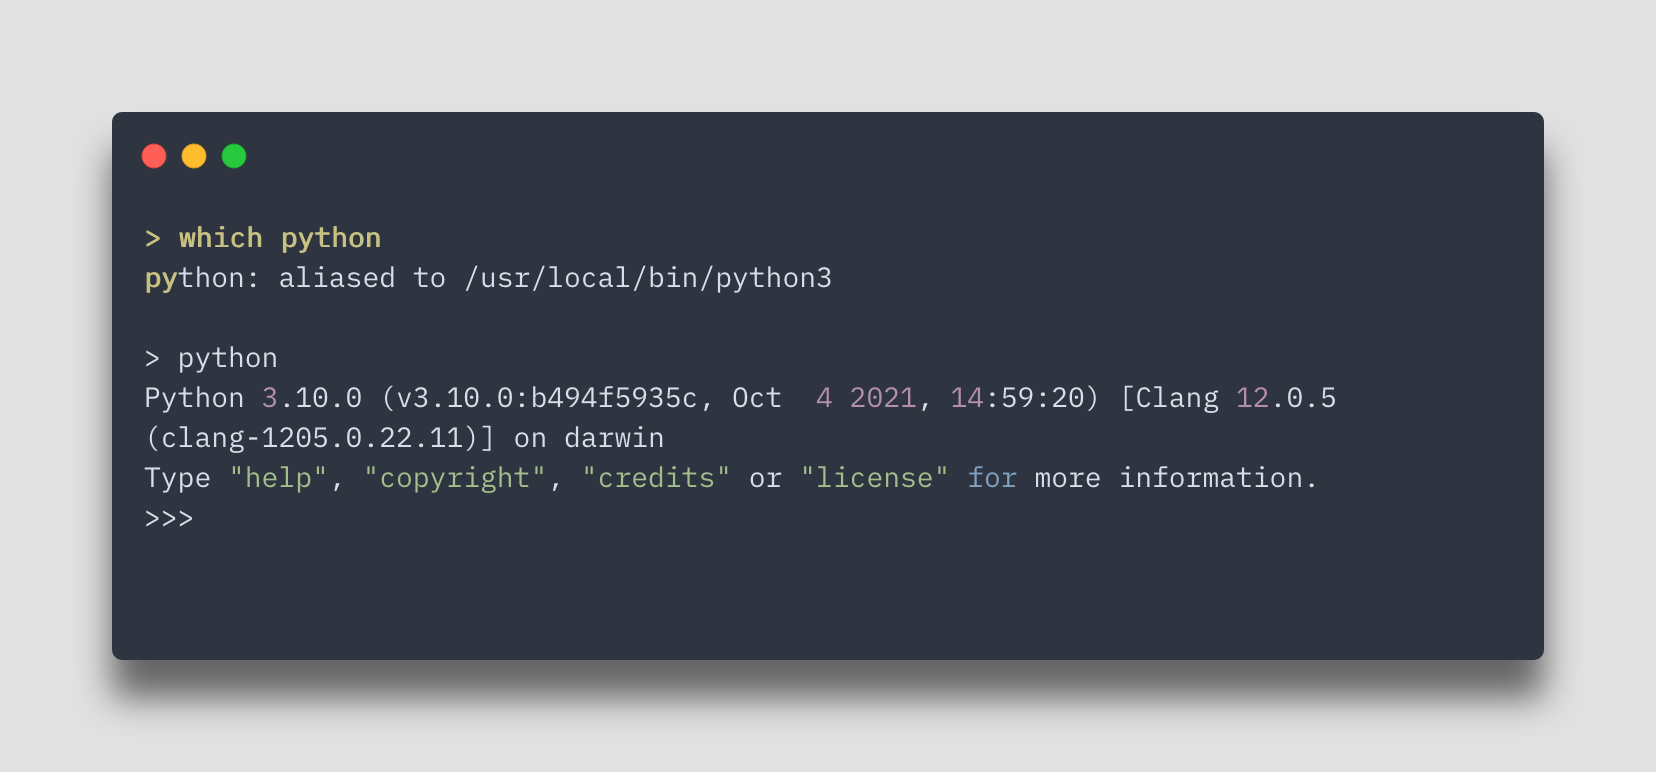 > which python
python: aliased to /usr/local/bin/python3
> python
Python 3.10.0 (v3.10.0:b494f5935c, Oct  4 2021, 14:59:20) [Clang 12.0.5
(clang-1205.0.22.11)] on darwin
Type "help", "copyright", "credits" or "license" for more information.
>>>